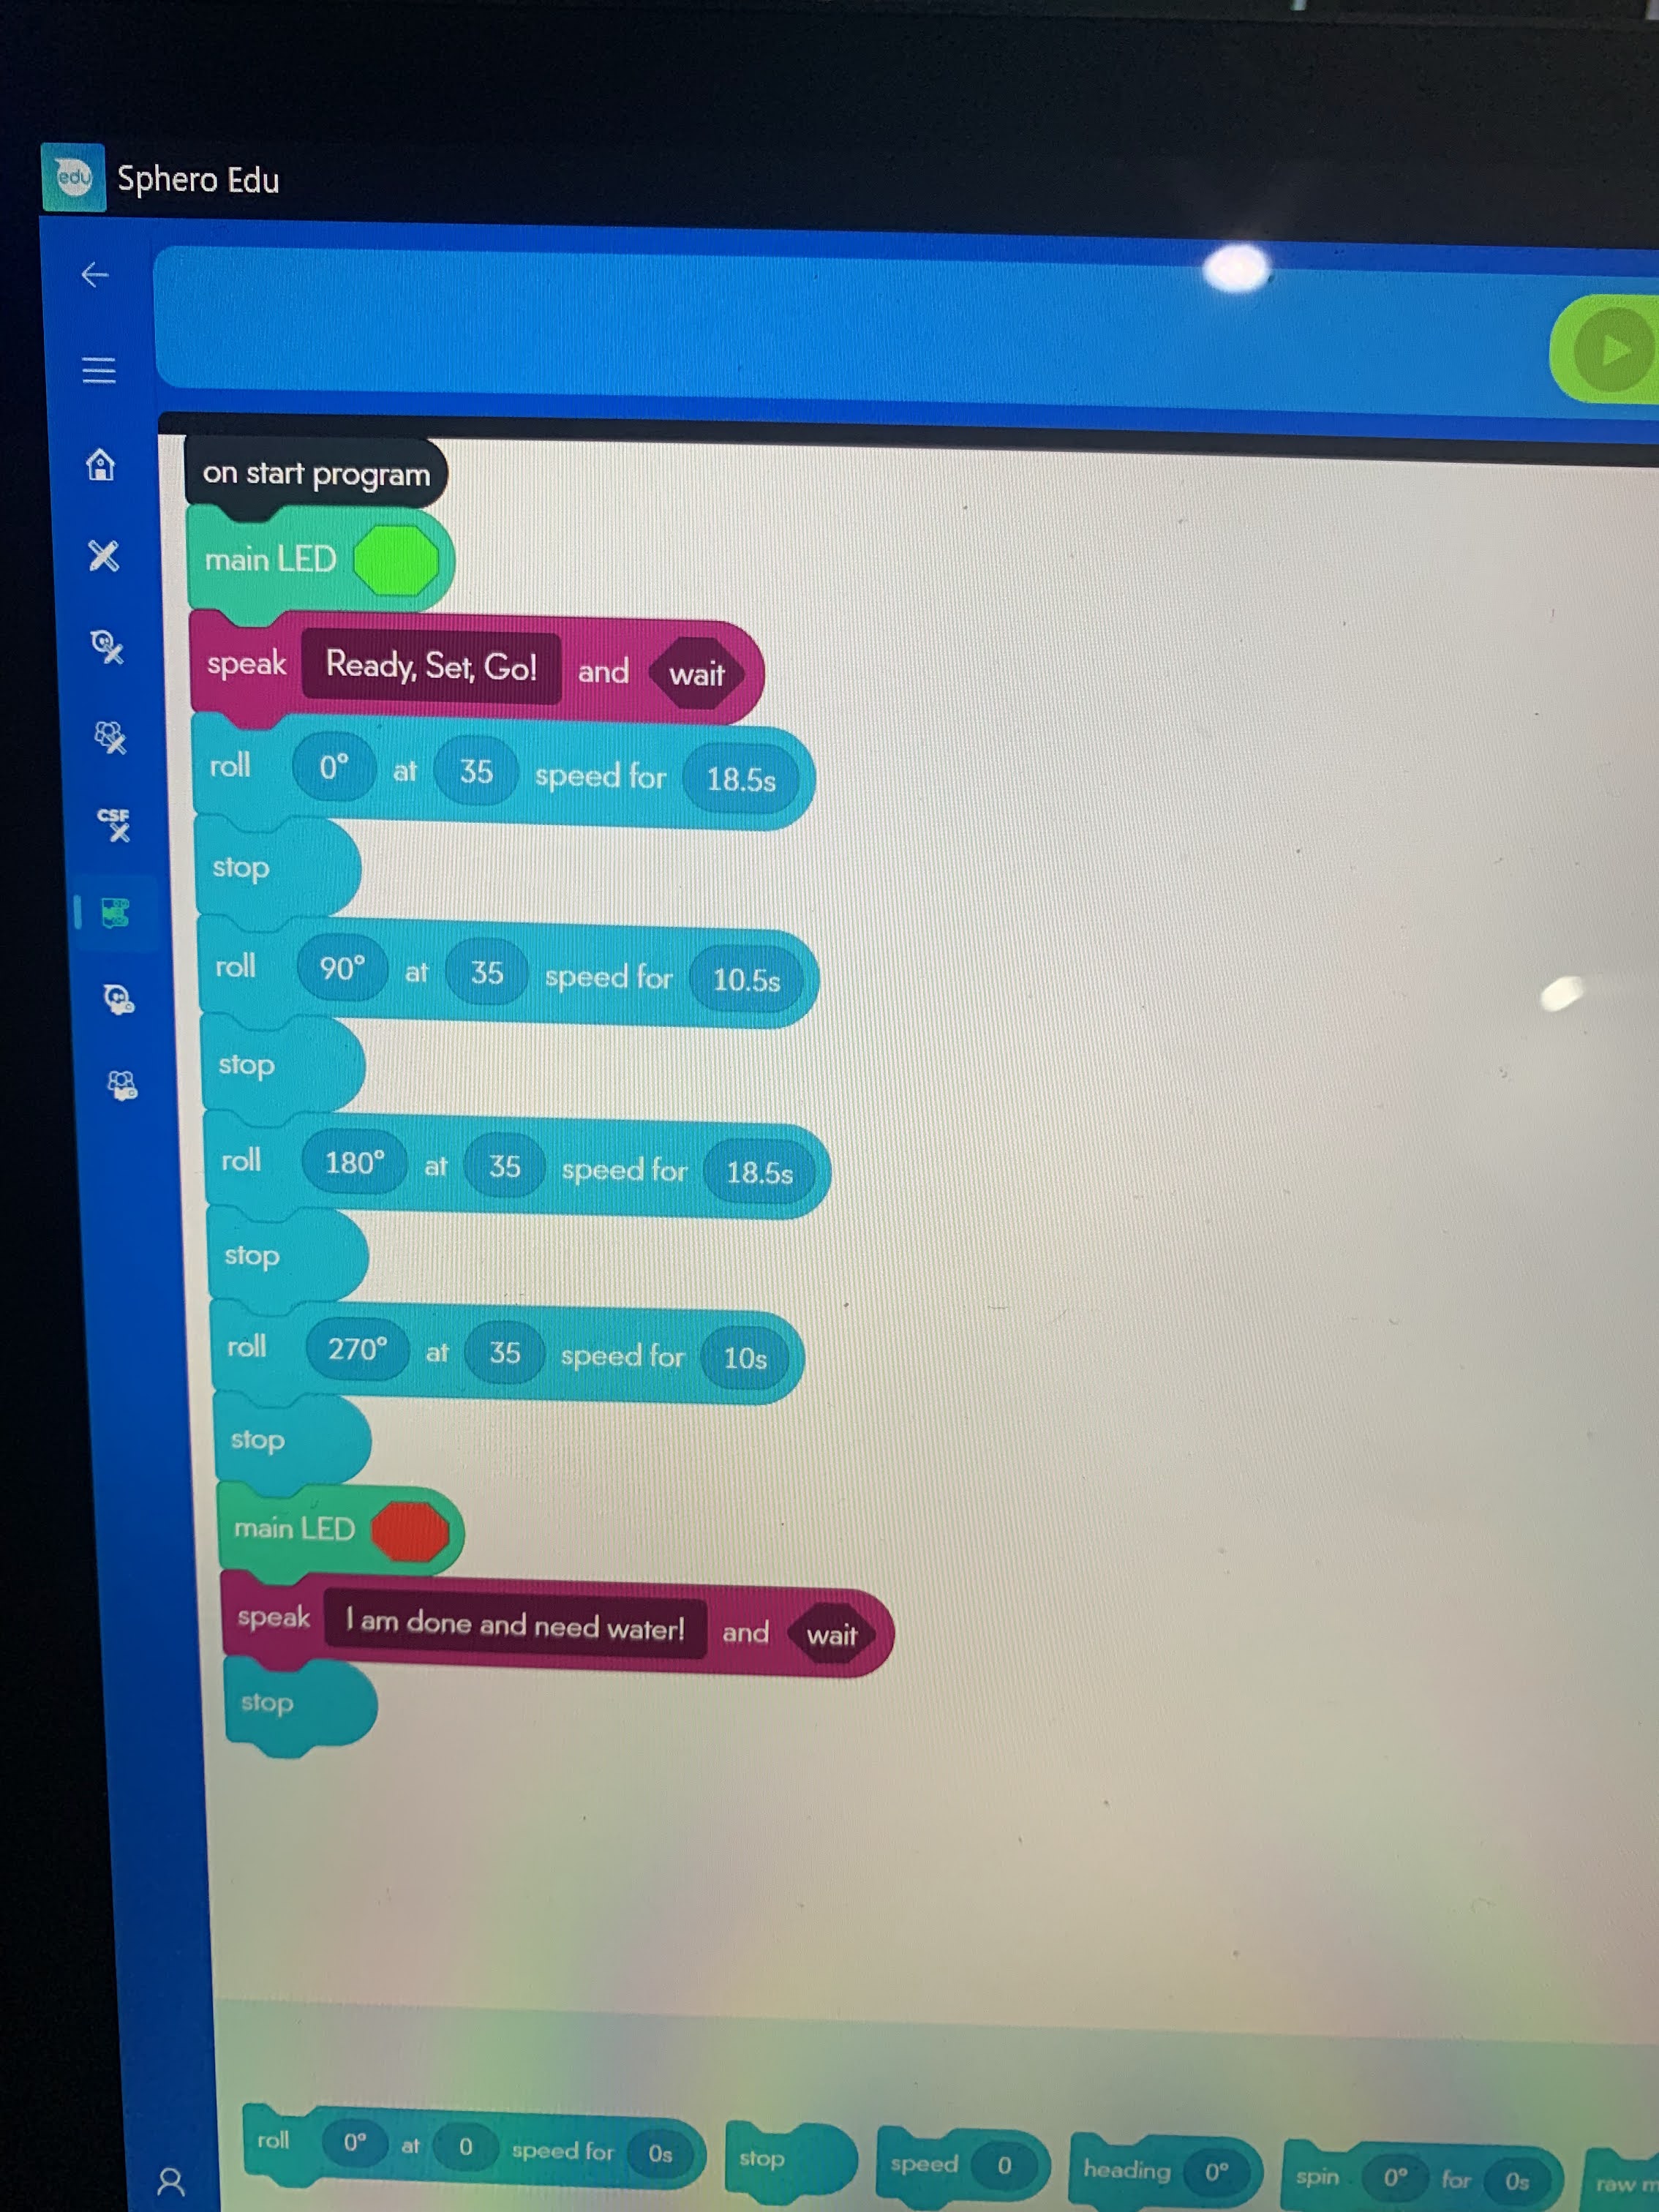 edu Sphero Edu
on start program
main LED
speak Ready, Set, Go! and wait
roll 0° at 35 speed for 18.5s
stop
roll 90° at 35 speed for 10.5s
CSF
stop
roll 180° at 35 speed for 18.5s
stop
roll 270° at 35 speed for 10s
stop
main LED
speak I am done and need water! and wait
stop
roll 0° at 0 speed for 0s stop speed 0 heading 0° spin 0° for 0s raw